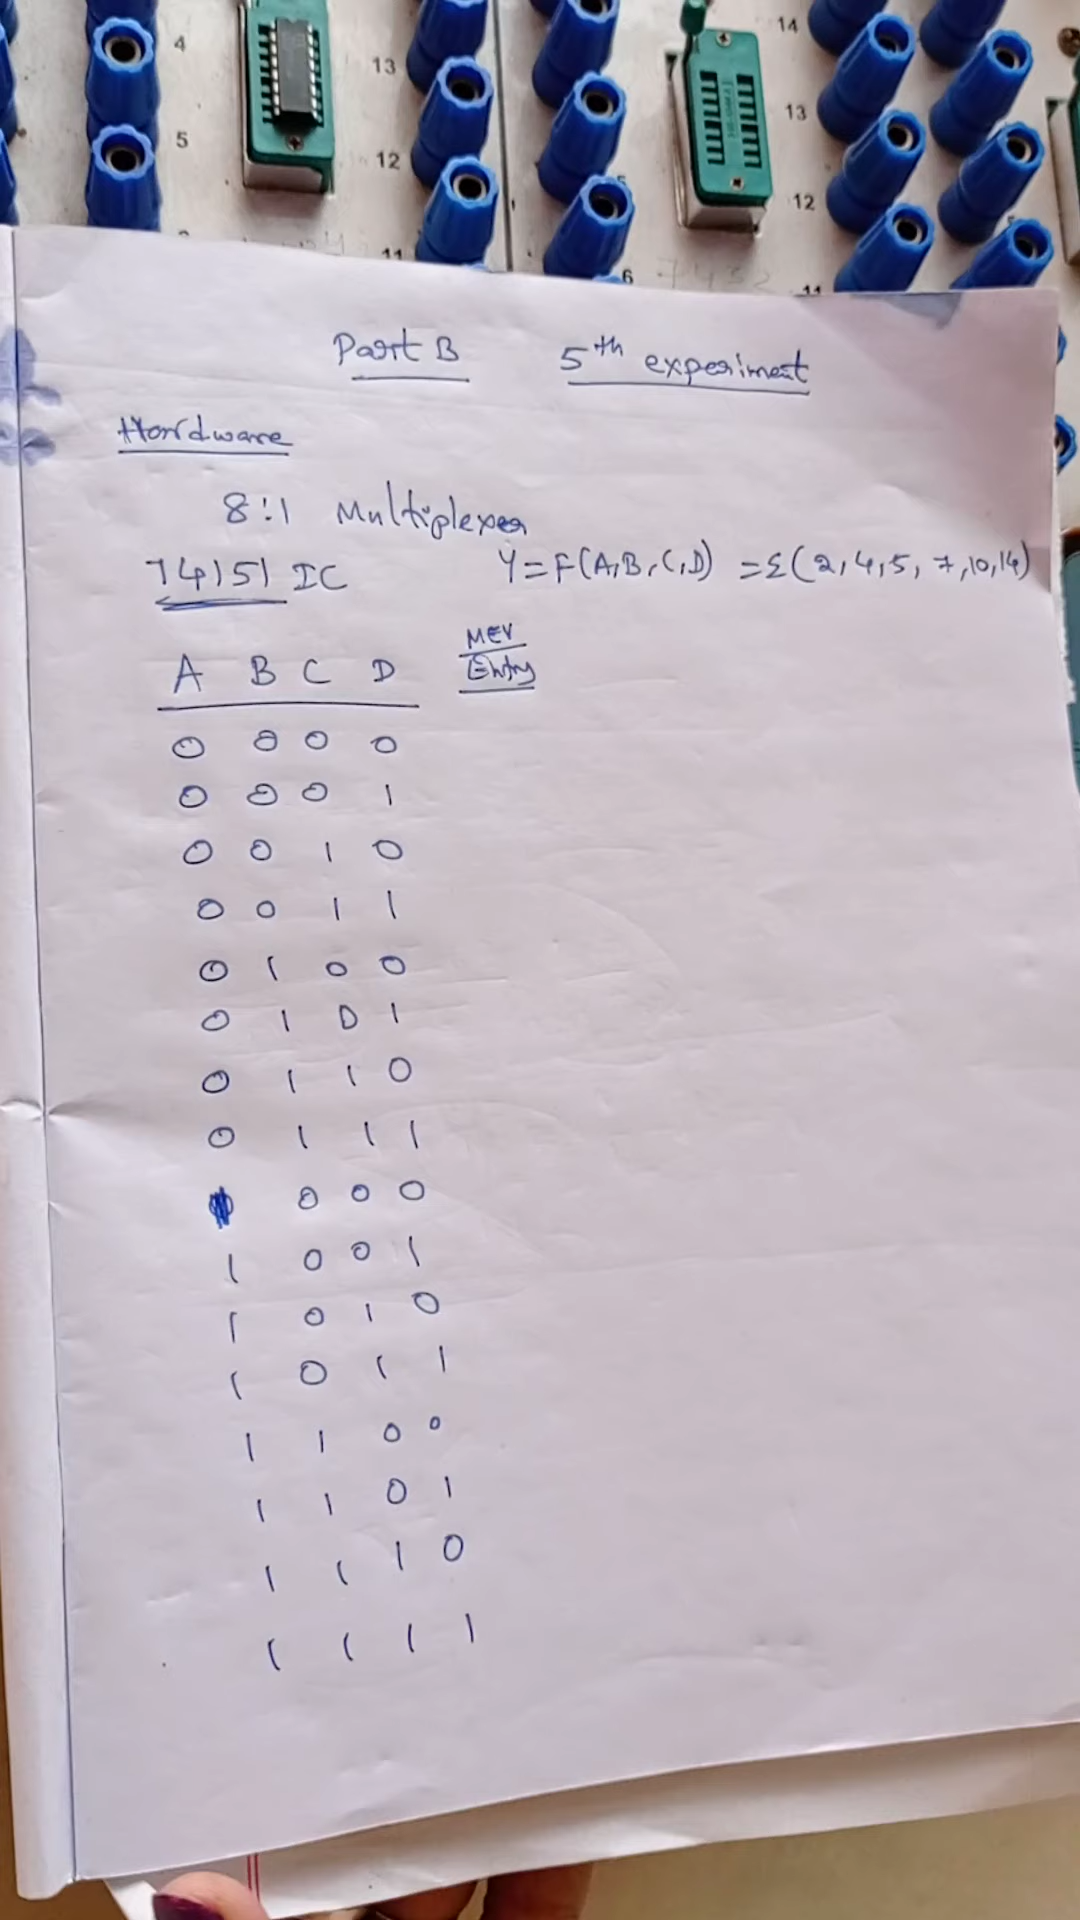 14
4
13
13
5
12
12
11
6
7432
11
Part B 5th experiment
Hardware
8:1 Multiplexer
74151 IC Y=F(A,B,C,D) =Σ(2,4,5,7,10,14)
MEV
Entry
A B C D
0 0 0 0
0 0 0 1
0 0 1 0
0 0 1 1
0 1 0 0
0 1 0 1
0 1 1 0
0 1 1 1
0 0 0
1 0 0 1
1 0 1 0
1 0 1 1
1 1 0 0
1 1 0 1
1 1 1 0
1 1 1 1